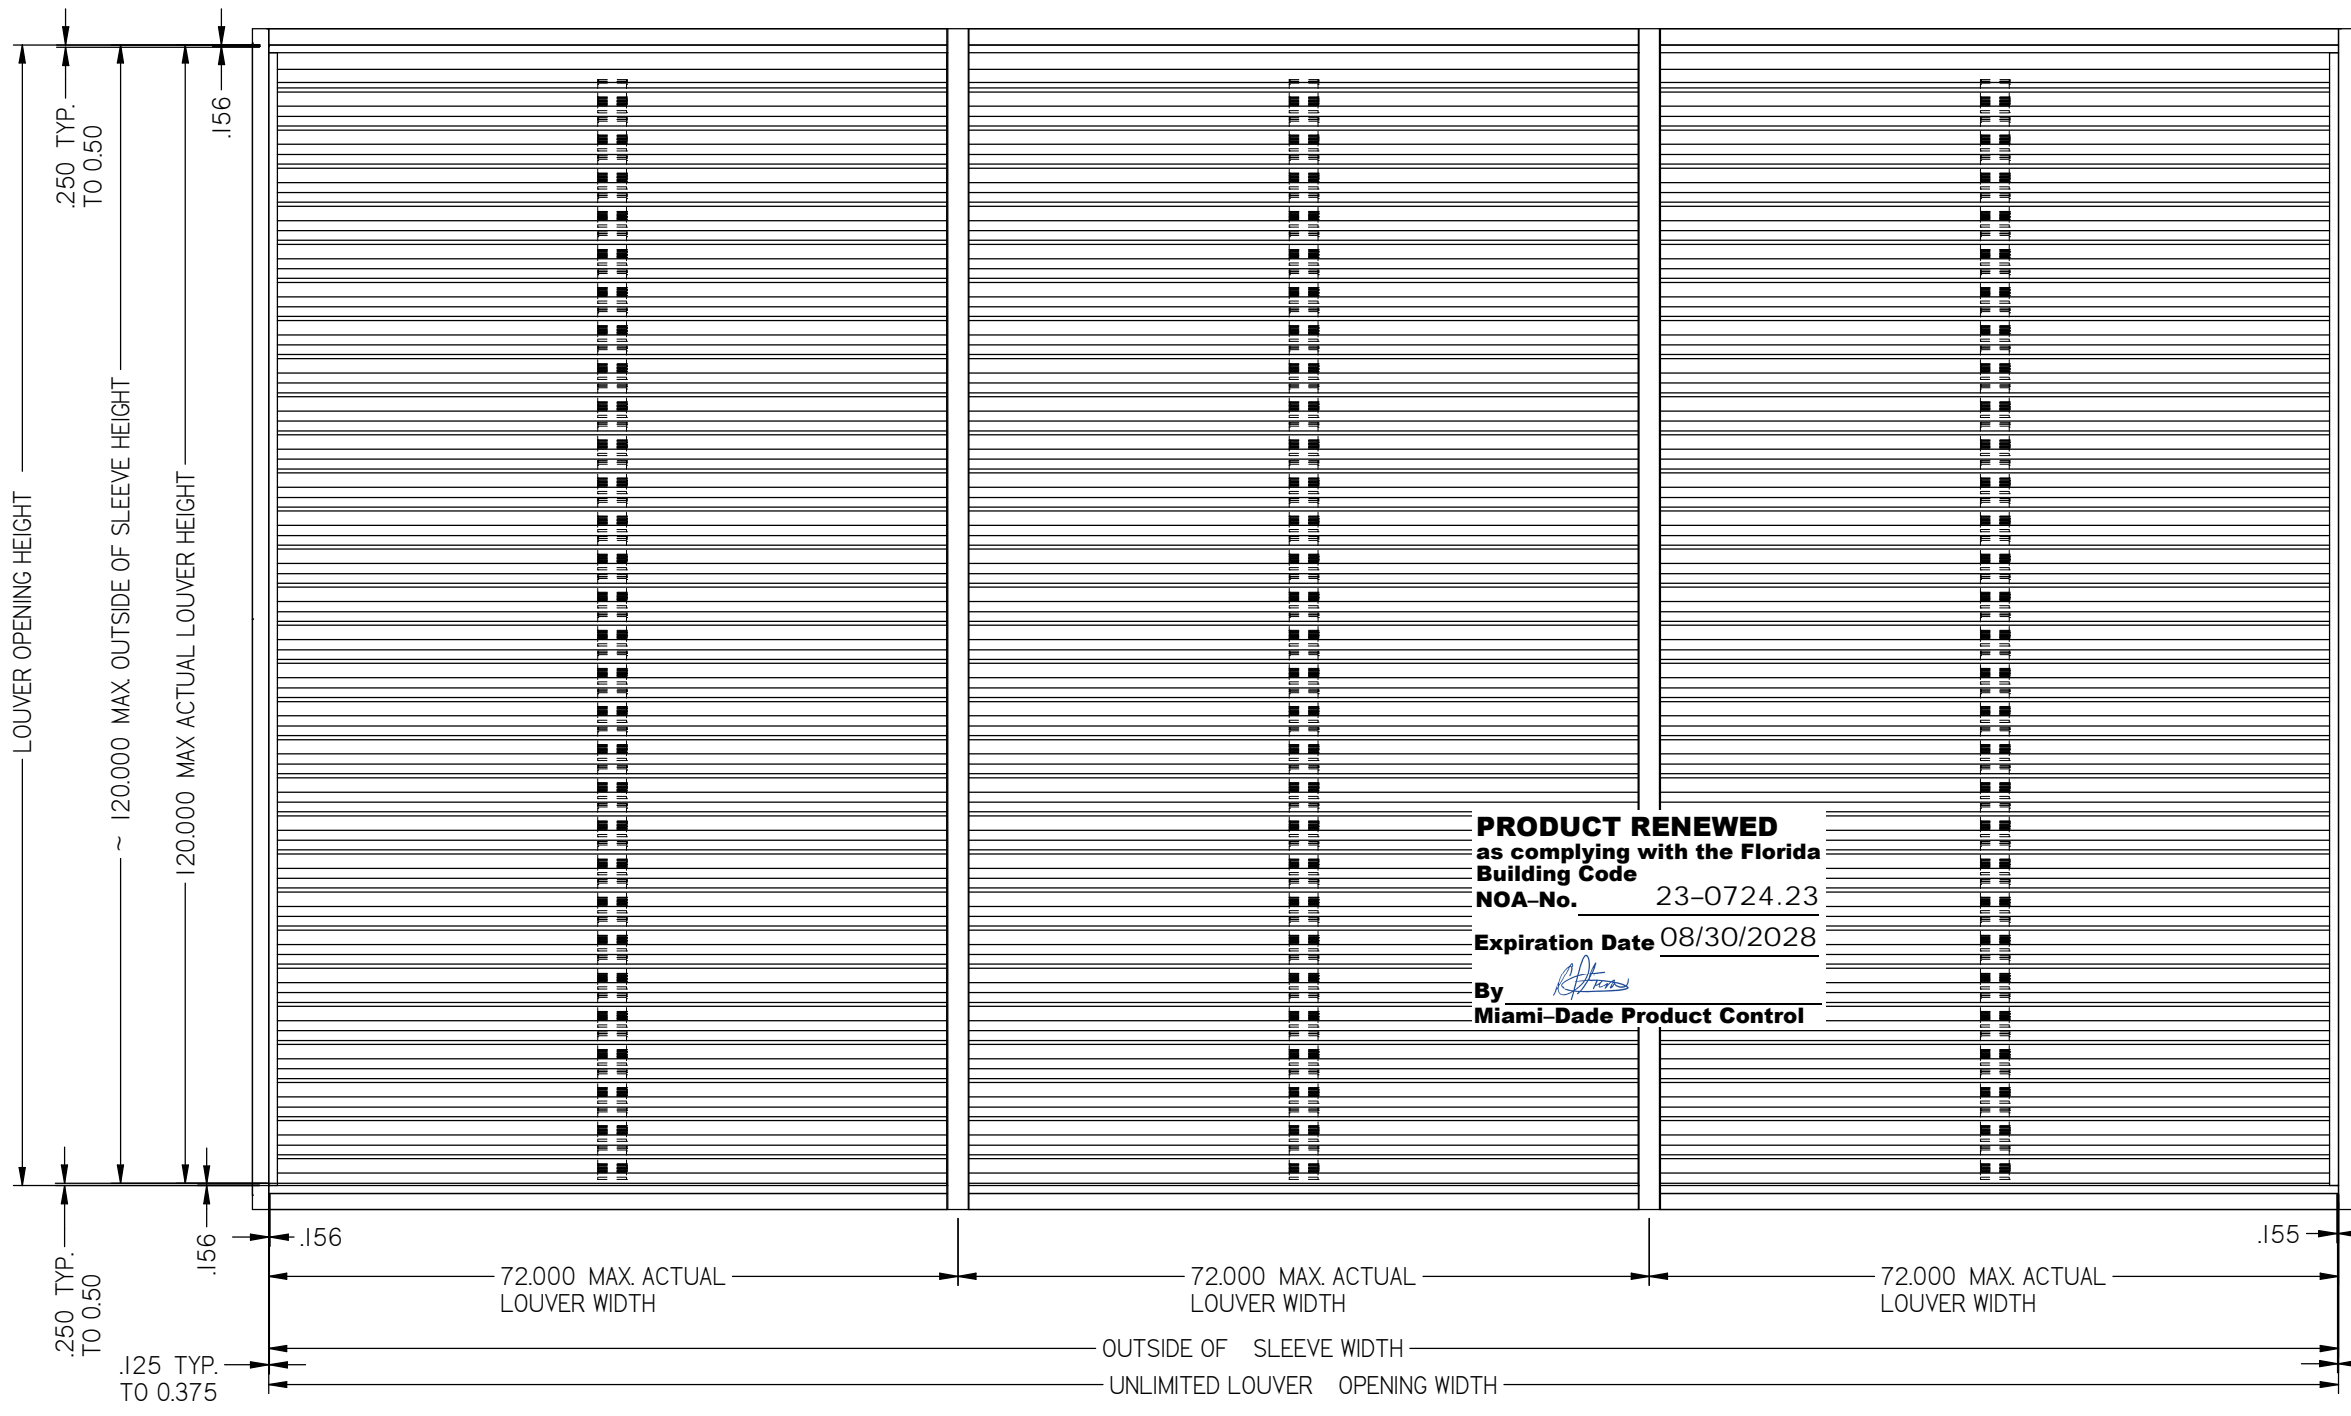 .250 TYP.
TO 0.50
.156
LOUVER OPENING HEIGHT
~ 120.000 MAX. OUTSIDE OF SLEEVE HEIGHT
120.000 MAX ACTUAL LOUVER HEIGHT
PRODUCT RENEWED
as complying with the Florida
Building Code
NOA-No. 23-0724.23
Expiration Date 08/30/2028
By
Miami-Dade Product Control
.250 TYP.
TO 0.50
.156
.156
.155
72.000 MAX. ACTUAL
LOUVER WIDTH
72.000 MAX. ACTUAL
LOUVER WIDTH
72.000 MAX. ACTUAL
LOUVER WIDTH
OUTSIDE OF SLEEVE WIDTH
.125 TYP.
TO 0.375
UNLIMITED LOUVER OPENING WIDTH